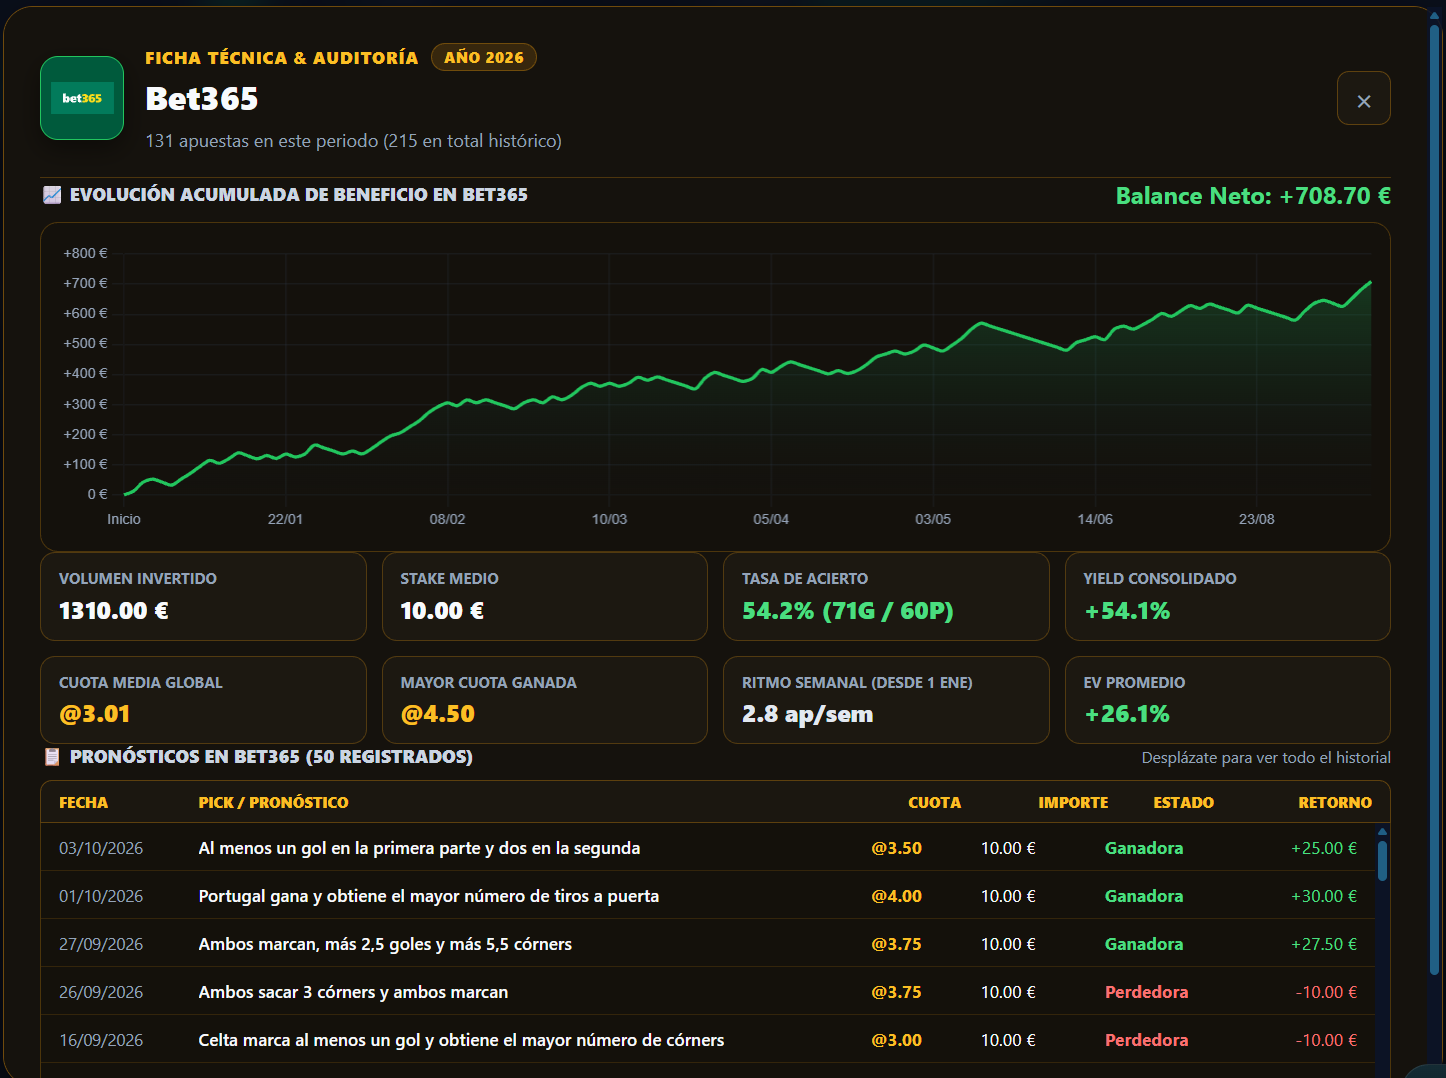 FICHA TÉCNICA & AUDITORÍA AÑO 2026
bet365
Bet365
×
131 apuestas en este periodo (215 en total histórico)
EVOLUCIÓN ACUMULADA DE BENEFICIO EN BET365 Balance Neto: +708.70 €
+800 €
+700 €
+600 €
+500 €
+400 €
+300 €
+200 €
+100 €
0 €
Inicio 22/01 08/02 10/03 05/04 03/05 14/06 23/08
VOLUMEN INVERTIDO STAKE MEDIO TASA DE ACIERTO YIELD CONSOLIDADO
1310.00 € 10.00 € 54.2% (71G / 60P) +54.1%
CUOTA MEDIA GLOBAL MAYOR CUOTA GANADA RITMO SEMANAL (DESDE 1 ENE) EV PROMEDIO
@3.01 @4.50 2.8 ap/sem +26.1%
PRONÓSTICOS EN BET365 (50 REGISTRADOS) Desplázate para ver todo el historial
FECHA PICK / PRONÓSTICO CUOTA IMPORTE ESTADO RETORNO
03/10/2026 Al menos un gol en la primera parte y dos en la segunda @3.50 10.00 € Ganadora +25.00 €
01/10/2026 Portugal gana y obtiene el mayor número de tiros a puerta @4.00 10.00 € Ganadora +30.00 €
27/09/2026 Ambos marcan, más 2,5 goles y más 5,5 córners @3.75 10.00 € Ganadora +27.50 €
26/09/2026 Ambos sacar 3 córners y ambos marcan @3.75 10.00 € Perdedora -10.00 €
16/09/2026 Celta marca al menos un gol y obtiene el mayor número de córners @3.00 10.00 € Perdedora -10.00 €